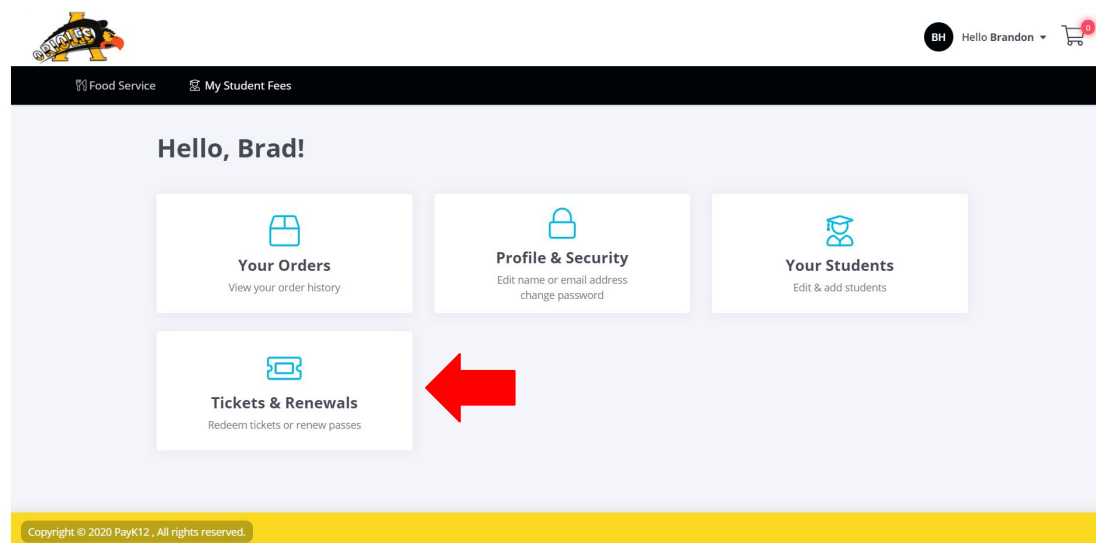 EAGLES
BH Hello Brandon 0
Food Service My Student Fees
Hello, Brad!
Your Orders
View your order history
Profile & Security
Edit name or email address
change password
Your Students
Edit & add students
Tickets & Renewals
Redeem tickets or renew passes
Copyright © 2020 PayK12 , All rights reserved.